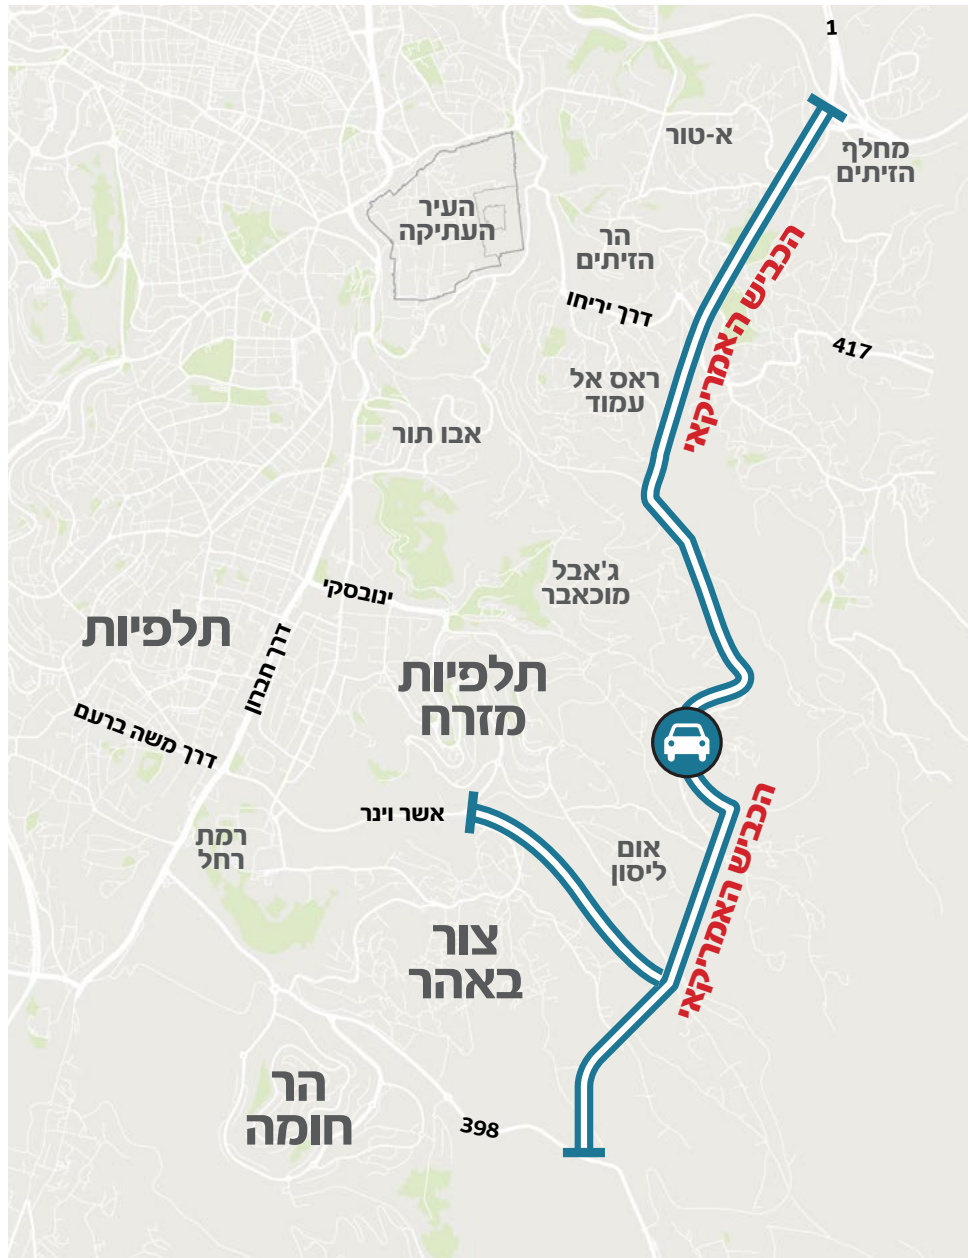 1
א-טור
מחלף
הזיתים
העיר
העתיקה
הר
הזיתים
הכביש האמריקאי
דרך יריחו
417
ראס אל
עמוד
אבו תור
ג'אבל
מוכאבר
ינובסקי
תלפיות
דרך חברון
תלפיות
מזרח
דרך משה ברעם
אשר וינר
רמת
רחל
אום
ליסון
הכביש האמריקאי
צור
באהר
הר
חומה
398